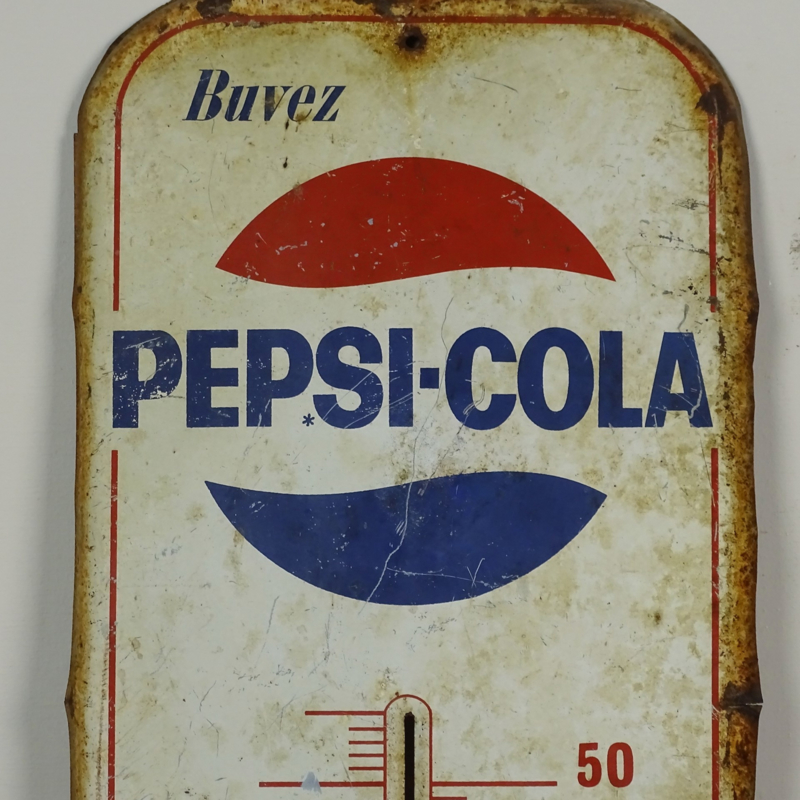 Buvez
PEPSI-COLA
*
50